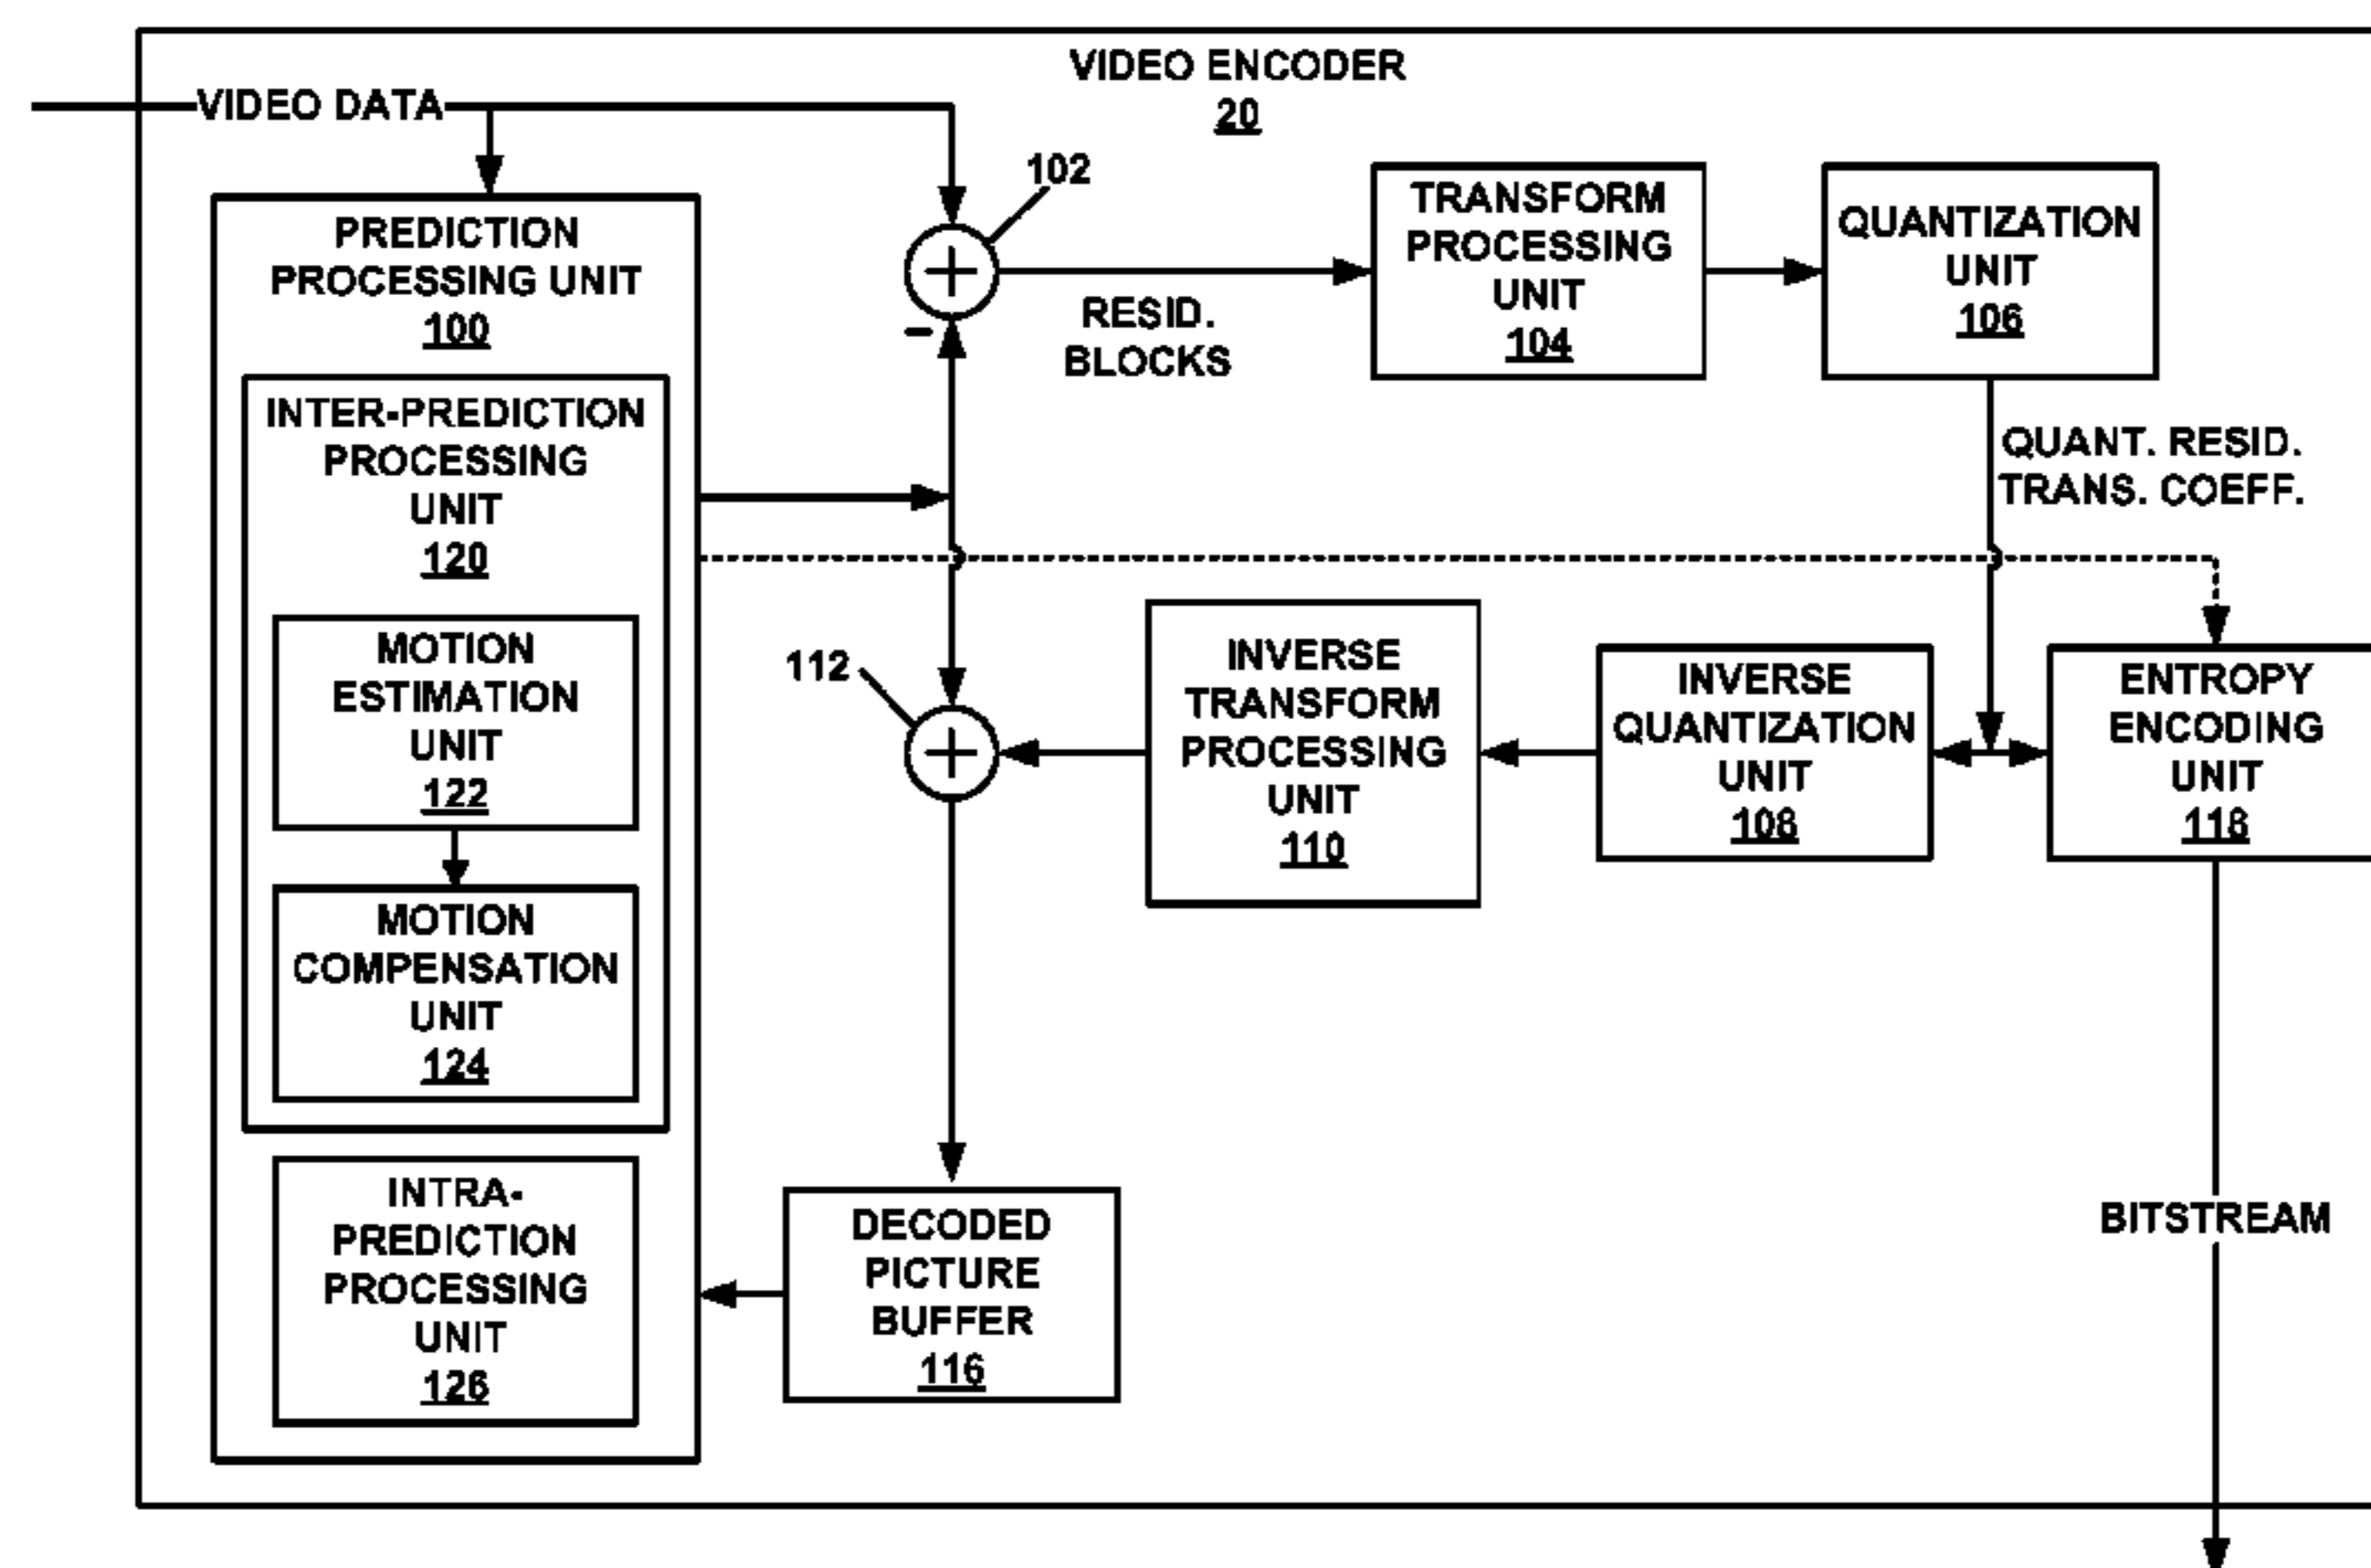 VIDEO ENCODER
20
VIDEO DATA
102
PREDICTION
PROCESSING UNIT
100
TRANSFORM
PROCESSING
UNIT
104
QUANTIZATION
UNIT
106
–
RESID.
BLOCKS
INTER-PREDICTION
PROCESSING
UNIT
120
QUANT. RESID.
TRANS. COEFF.
MOTION
ESTIMATION
UNIT
122
112
INVERSE
TRANSFORM
PROCESSING
UNIT
110
INVERSE
QUANTIZATION
UNIT
108
ENTROPY
ENCODING
UNIT
118
MOTION
COMPENSATION
UNIT
124
INTRA-
PREDICTION
PROCESSING
UNIT
126
DECODED
PICTURE
BUFFER
116
BITSTREAM